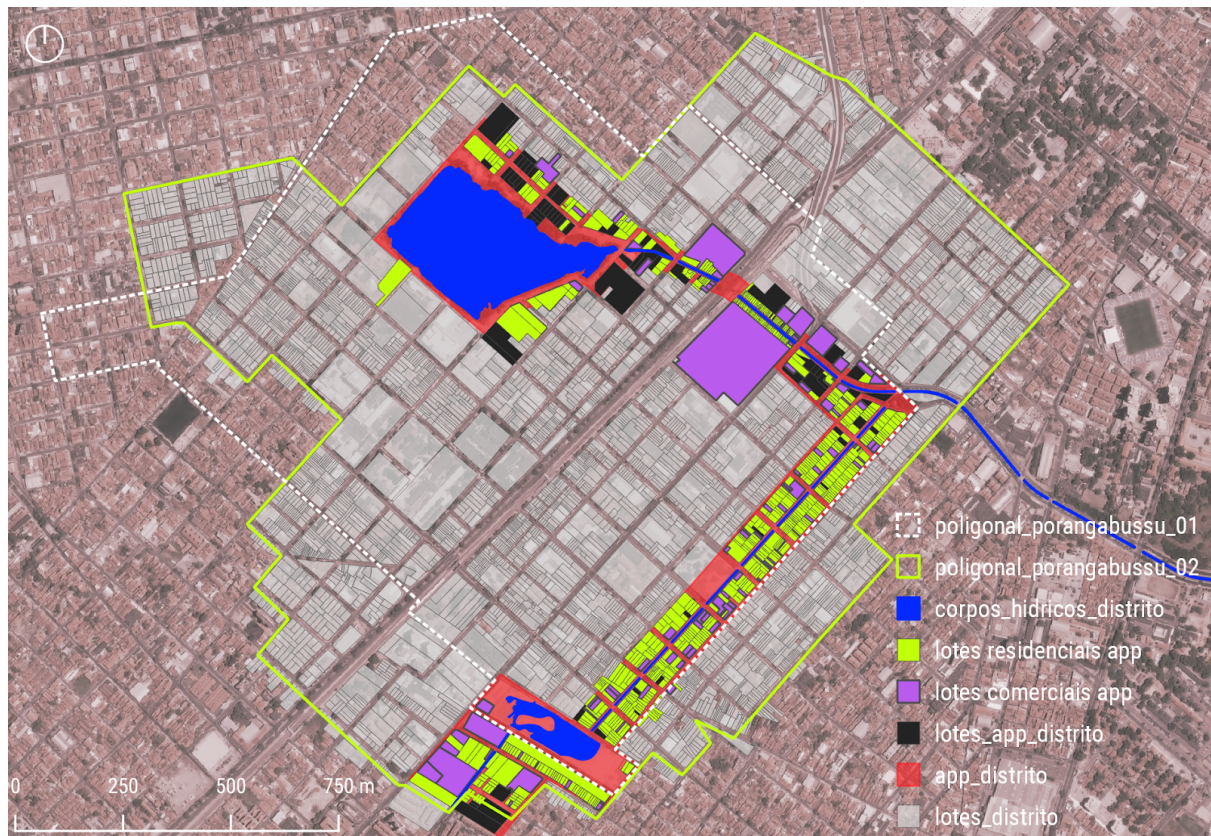 poligonal_porangabussu_01
poligonal_porangabussu_02
corpos_hidricos_distrito
lotes residenciais app
lotes comerciais app
lotes_app_distrito
app_distrito
lotes_distrito
0 250 500 750 m